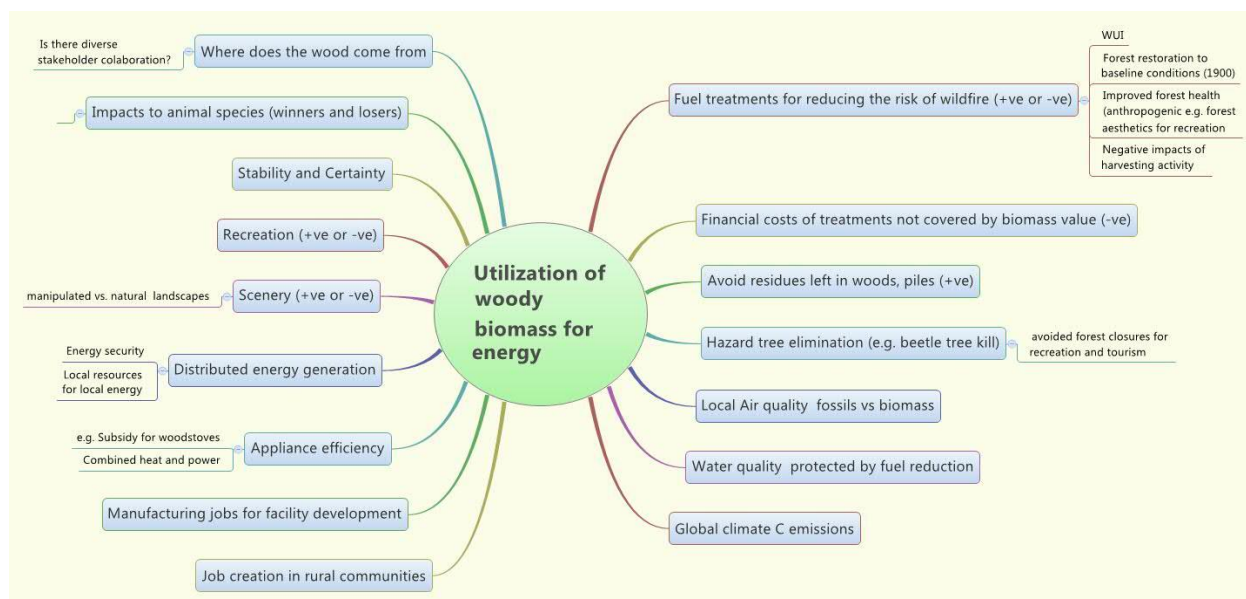 Utilization of
woody
biomass for
energy
Where does the wood come from
Is there diverse
stakeholder colaboration?
Impacts to animal species (winners and losers)
Stability and Certainty
Recreation (+ve or -ve)
Scenery (+ve or -ve)
manipulated vs. natural landscapes
Distributed energy generation
Energy security
Local resources
for local energy
Appliance efficiency
e.g. Subsidy for woodstoves
Combined heat and power
Manufacturing jobs for facility development
Job creation in rural communities
Fuel treatments for reducing the risk of wildfire (+ve or -ve)
WUI
Forest restoration to
baseline conditions (1900)
Improved forest health
(anthropogenic e.g. forest
aesthetics for recreation
Negative impacts of
harvesting activity
Financial costs of treatments not covered by biomass value (-ve)
Avoid residues left in woods, piles (+ve)
Hazard tree elimination (e.g. beetle tree kill)
avoided forest closures for
recreation and tourism
Local Air quality fossils vs biomass
Water quality protected by fuel reduction
Global climate C emissions